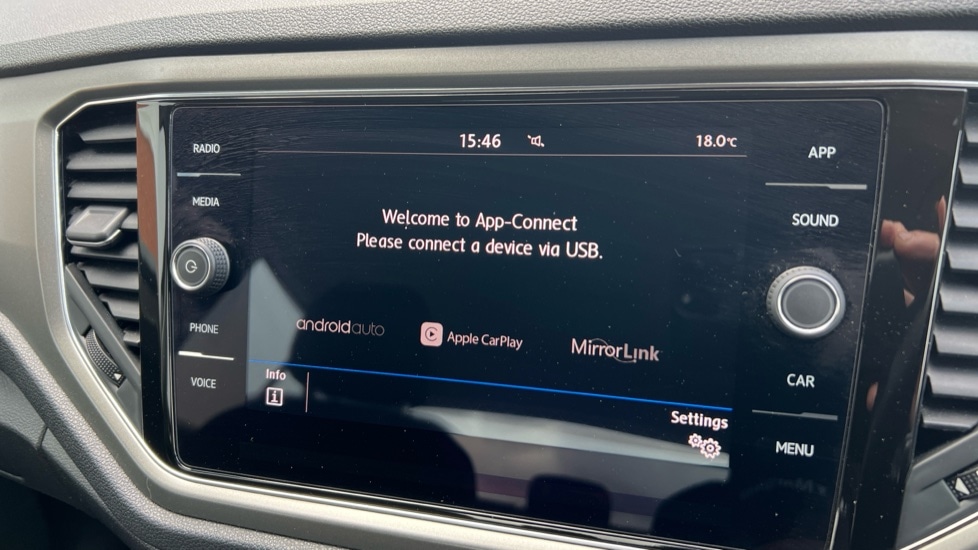 15:46 18.0°C
RADIO
MEDIA
PHONE
VOICE
Welcome to App-Connect
Please connect a device via USB.
androidauto
Apple CarPlay
MirrorLink
Info
i
Settings
APP
SOUND
CAR
MENU